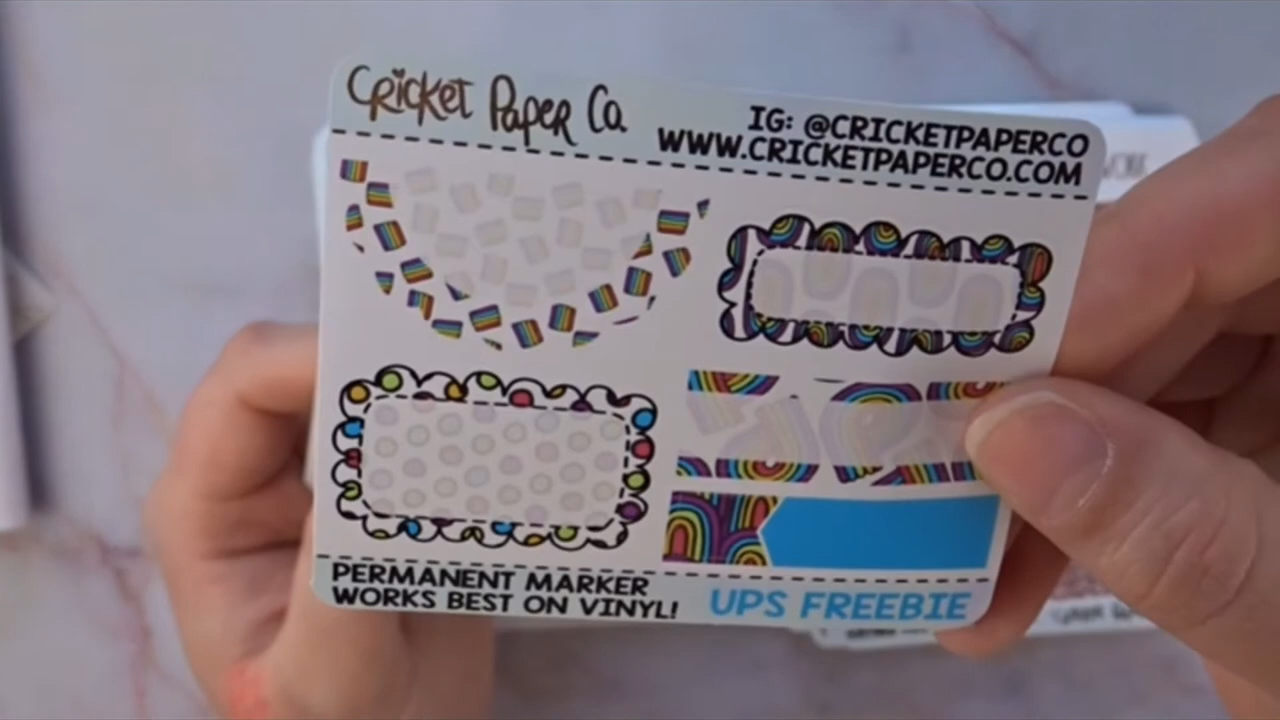 Cricket Paper Co.
IG: @CRICKETPAPERCO
WWW.CRICKETPAPERCO.COM
PERMANENT MARKER
WORKS BEST ON VINYL!
UPS FREEBIE